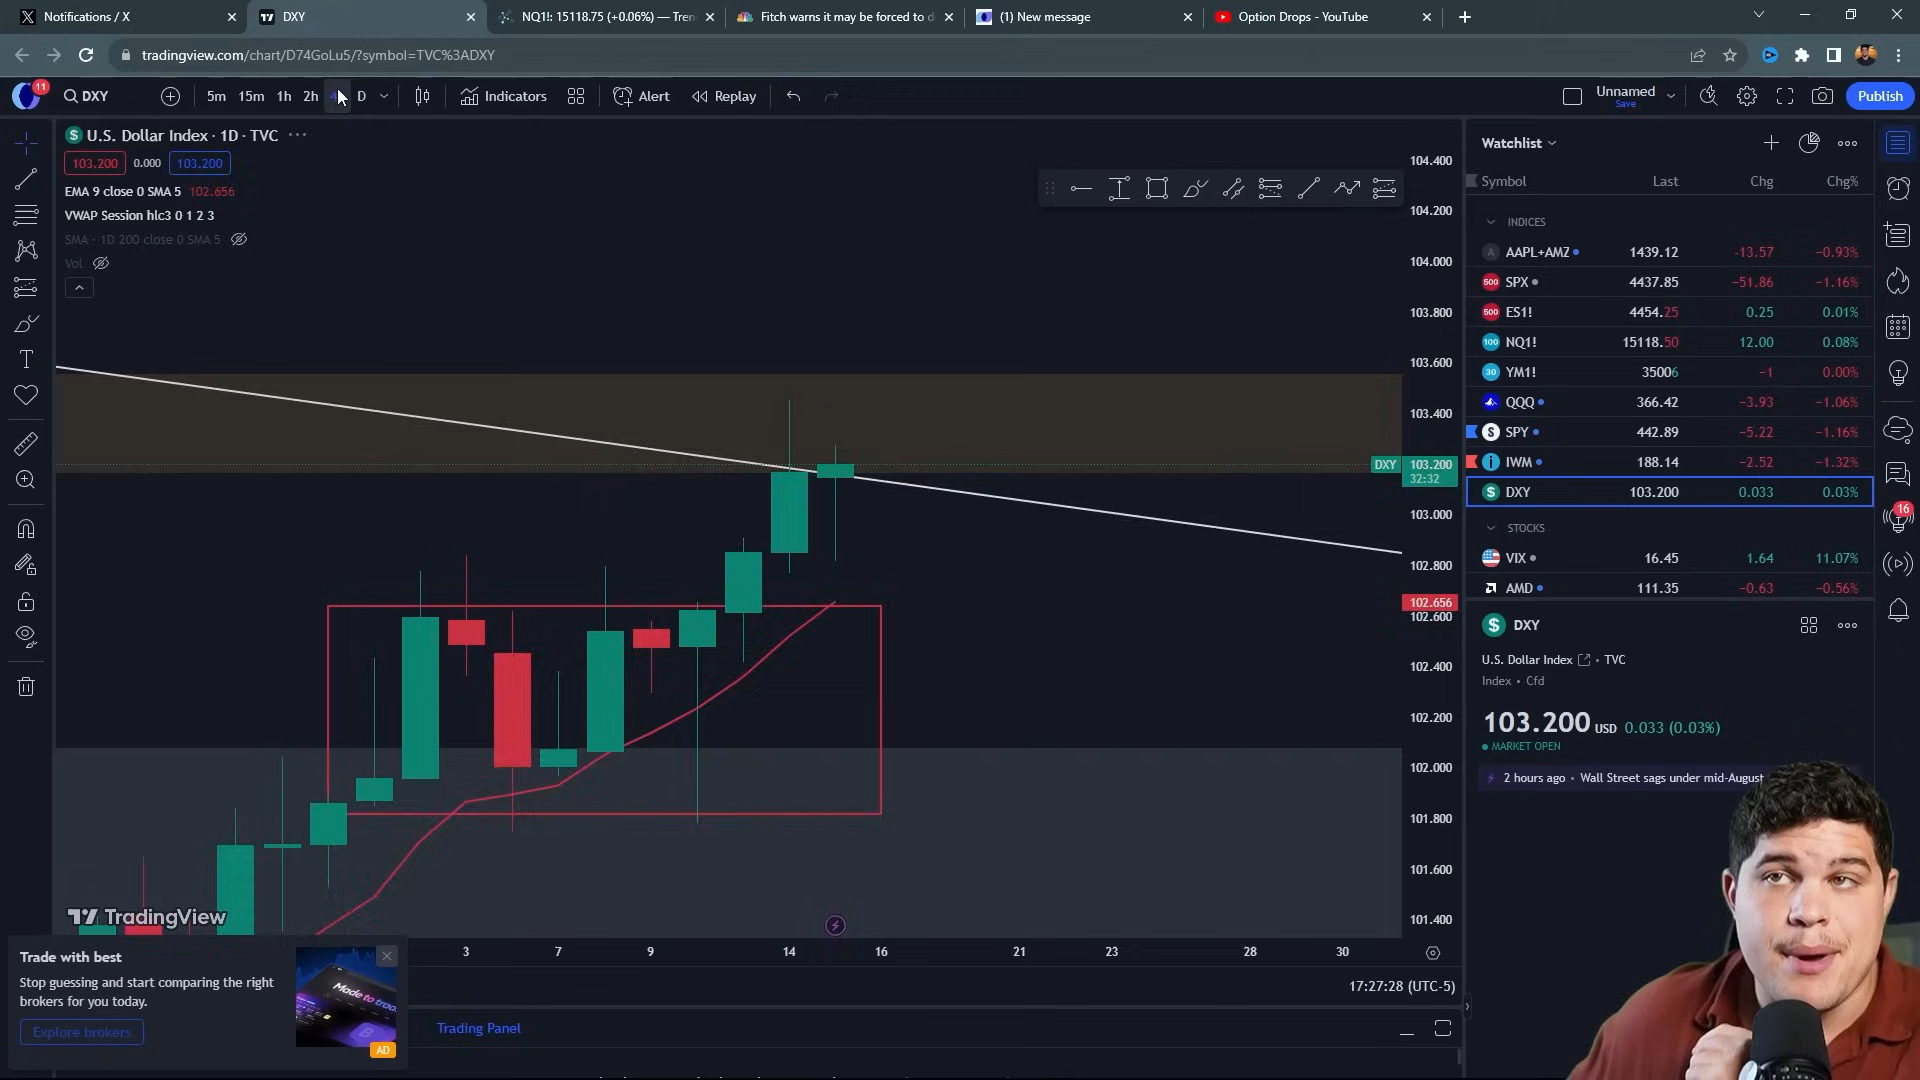 Notifications / X
DXY
NQ1!: 15118.75 (+0.06%) — Tren
Fitch warns it may be forced to d
(1) New message
Option Drops - YouTube
tradingview.com/chart/D74GoLu5/?symbol=TVC%3ADXY
11
DXY
5m 15m 1h 2h D
Indicators
Alert
Replay
Unnamed
Save
Publish
U.S. Dollar Index · 1D · TVC
103.200 0.000 103.200
EMA 9 close 0 SMA 5 102.656
VWAP Session hlc3 0 1 2 3
SMA · 1D 200 close 0 SMA 5
Vol
104.400
104.200
104.000
103.800
103.600
103.400
DXY 103.200
32:32
103.000
102.800
102.656
102.600
102.400
102.200
102.000
101.800
101.600
101.400
TradingView
3 7 9 14 16 21 23 28 30
17:27:28 (UTC-5)
Trading Panel
Trade with best
Stop guessing and start comparing the right
brokers for you today.
Explore brokers
Made to trad
AD
Watchlist
Symbol Last Chg Chg%
INDICES
AAPL+AMZ 1439.12 −13.57 −0.93%
SPX 4437.85 −51.86 −1.16%
ES1! 4454.25 0.25 0.01%
NQ1! 15118.50 12.00 0.08%
YM1! 35006 −1 0.00%
QQQ 366.42 −3.93 −1.06%
SPY 442.89 −5.22 −1.16%
IWM 188.14 −2.52 −1.32%
DXY 103.200 0.033 0.03%
STOCKS
VIX 16.45 1.64 11.07%
AMD 111.35 −0.63 −0.56%
16
DXY
U.S. Dollar Index • TVC
Index • Cfd
103.200 USD 0.033 (0.03%)
MARKET OPEN
2 hours ago • Wall Street sags under mid-August